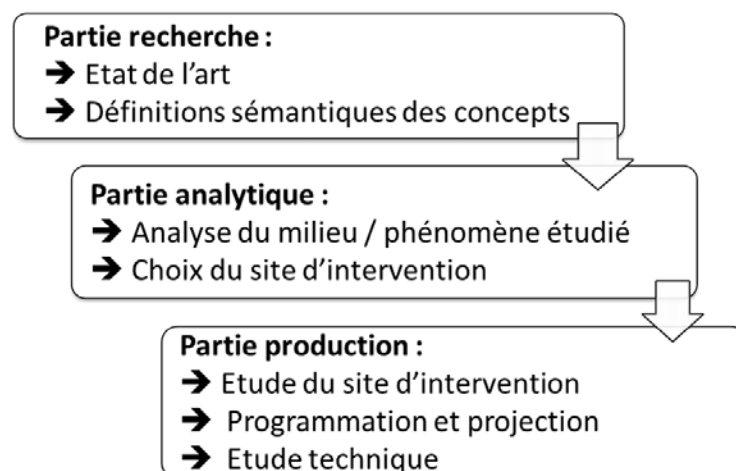 Partie recherche :
➔ Etat de l’art
➔ Définitions sémantiques des concepts
Partie analytique :
➔ Analyse du milieu / phénomène étudié
➔ Choix du site d’intervention
Partie production :
➔ Etude du site d’intervention
➔ Programmation et projection
➔ Etude technique